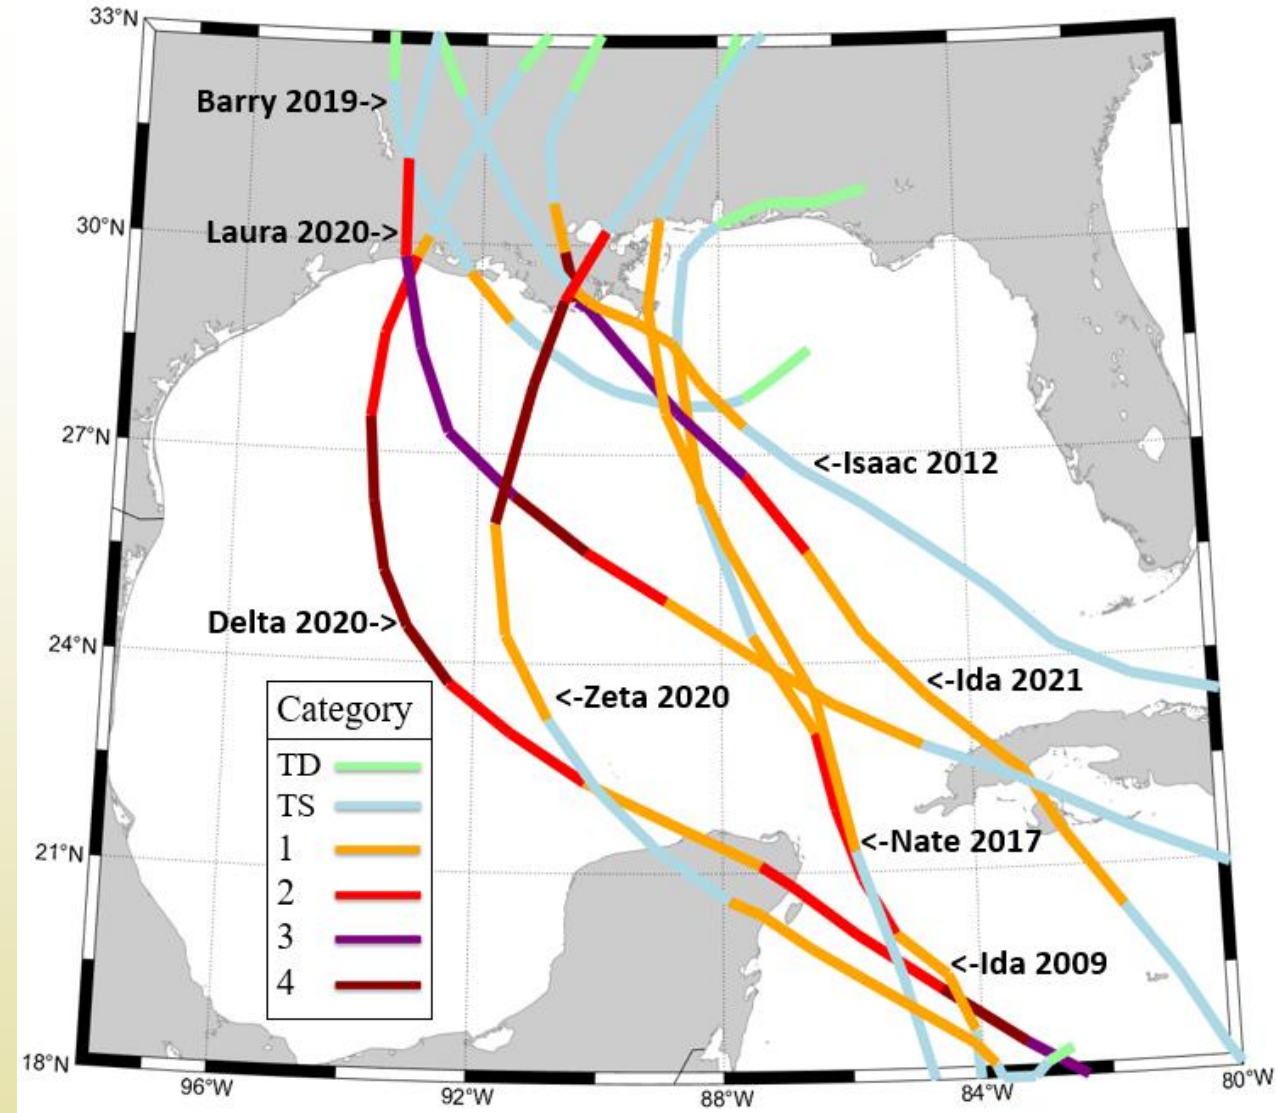 33°N
Barry 2019->
30°N
Laura 2020->
27°N
<-Isaac 2012
24°N
Delta 2020->
<-Zeta 2020
<-Ida 2021
Category
TD
TS
1
2
3
4
21°N
<-Nate 2017
<-Ida 2009
18°N
96°W
92°W
88°W
84°W
80°W